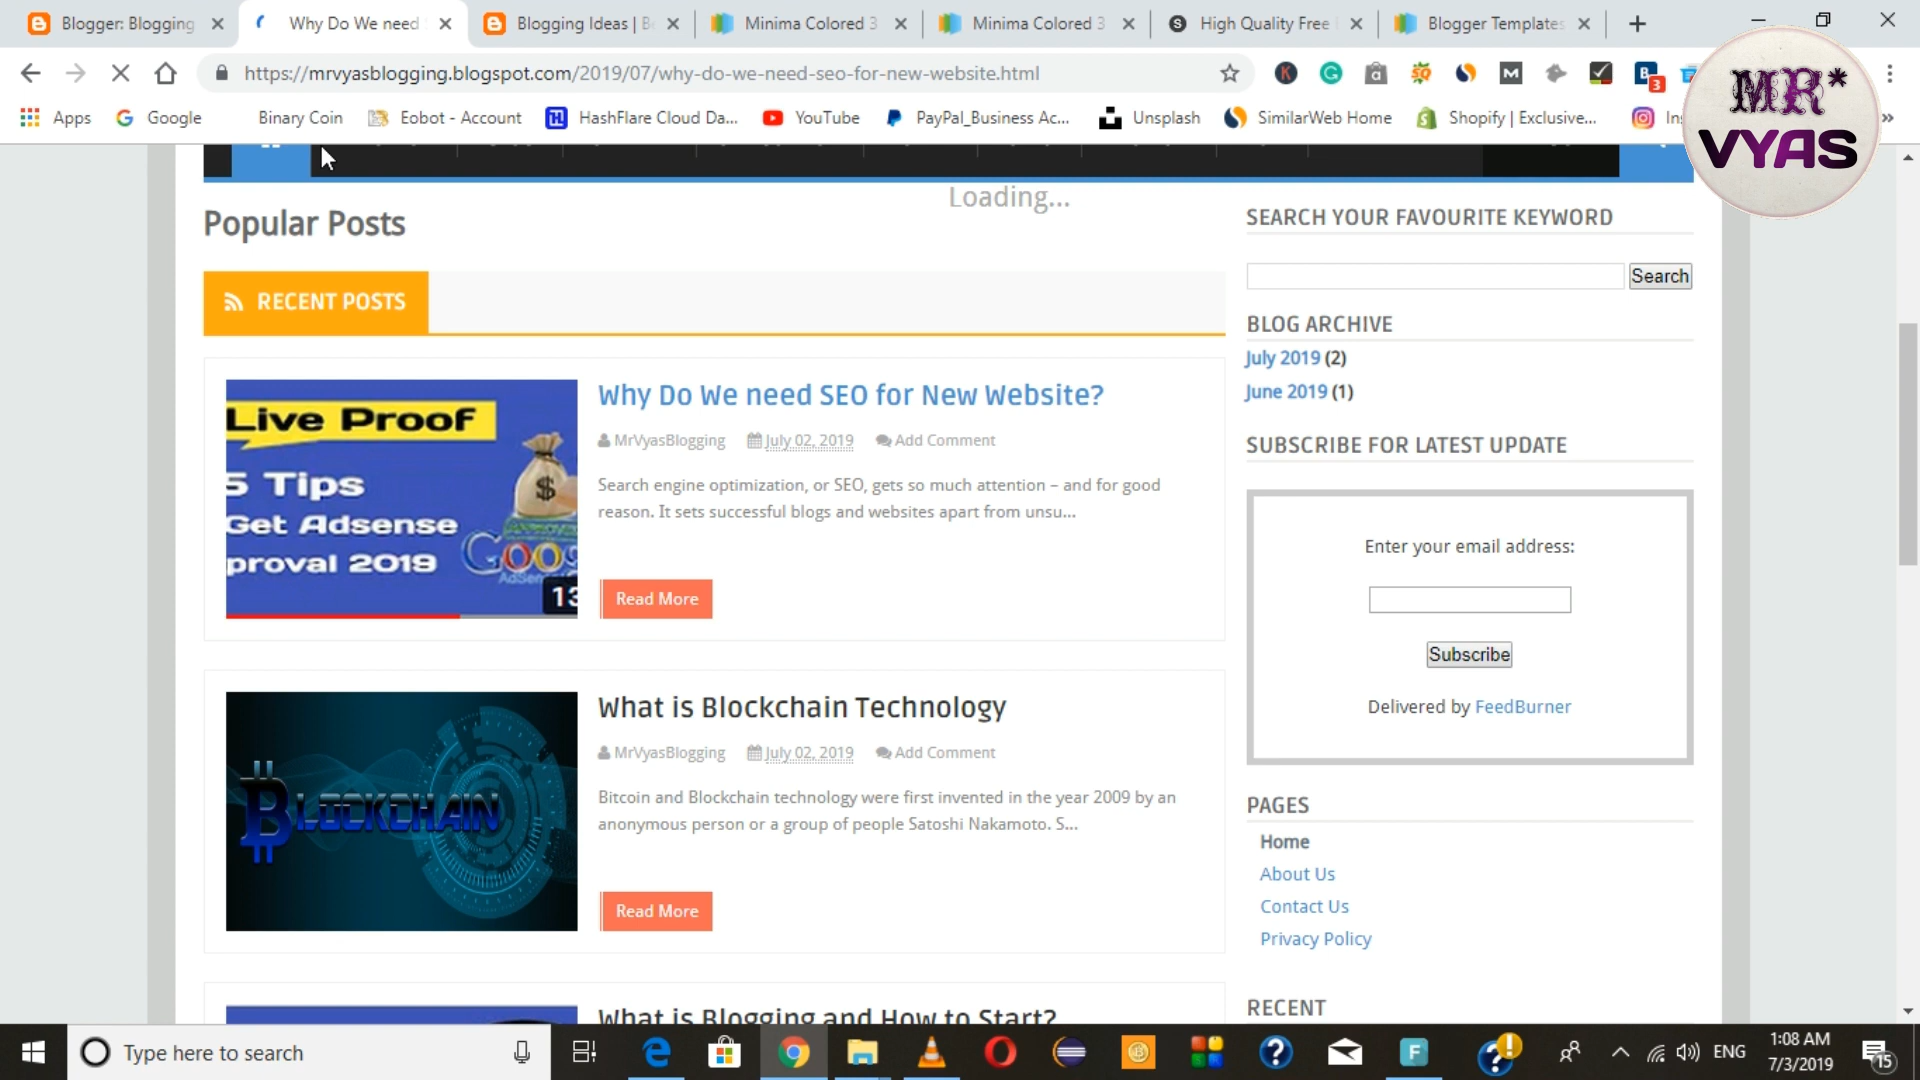 Blogger: Blogging
Why Do We need
Blogging Ideas | B
Minima Colored 3
Minima Colored 3
High Quality Free
Blogger Templates
https://mrvyasblogging.blogspot.com/2019/07/why-do-we-need-seo-for-new-website.html
Apps
Google
Binary Coin
Eobot - Account
HashFlare Cloud Da...
YouTube
PayPal_Business Ac...
Unsplash
SimilarWeb Home
Shopify | Exclusive...
MR*
VYAS
Loading...
Popular Posts
RECENT POSTS
Why Do We need SEO for New Website?
MrVyasBlogging July 02, 2019 Add Comment
Search engine optimization, or SEO, gets so much attention – and for good
reason. It sets successful blogs and websites apart from unsu...
Read More
Live Proof
5 Tips
Get Adsense
proval 2019
What is Blockchain Technology
MrVyasBlogging July 02, 2019 Add Comment
Bitcoin and Blockchain technology were first invented in the year 2009 by an
anonymous person or a group of people Satoshi Nakamoto. S...
Read More
BLOCKCHAIN
What is Blogging and How to Start?
SEARCH YOUR FAVOURITE KEYWORD
Search
BLOG ARCHIVE
July 2019 (2)
June 2019 (1)
SUBSCRIBE FOR LATEST UPDATE
Enter your email address:
Subscribe
Delivered by FeedBurner
PAGES
Home
About Us
Contact Us
Privacy Policy
RECENT
Type here to search
ENG
1:08 AM
7/3/2019
15